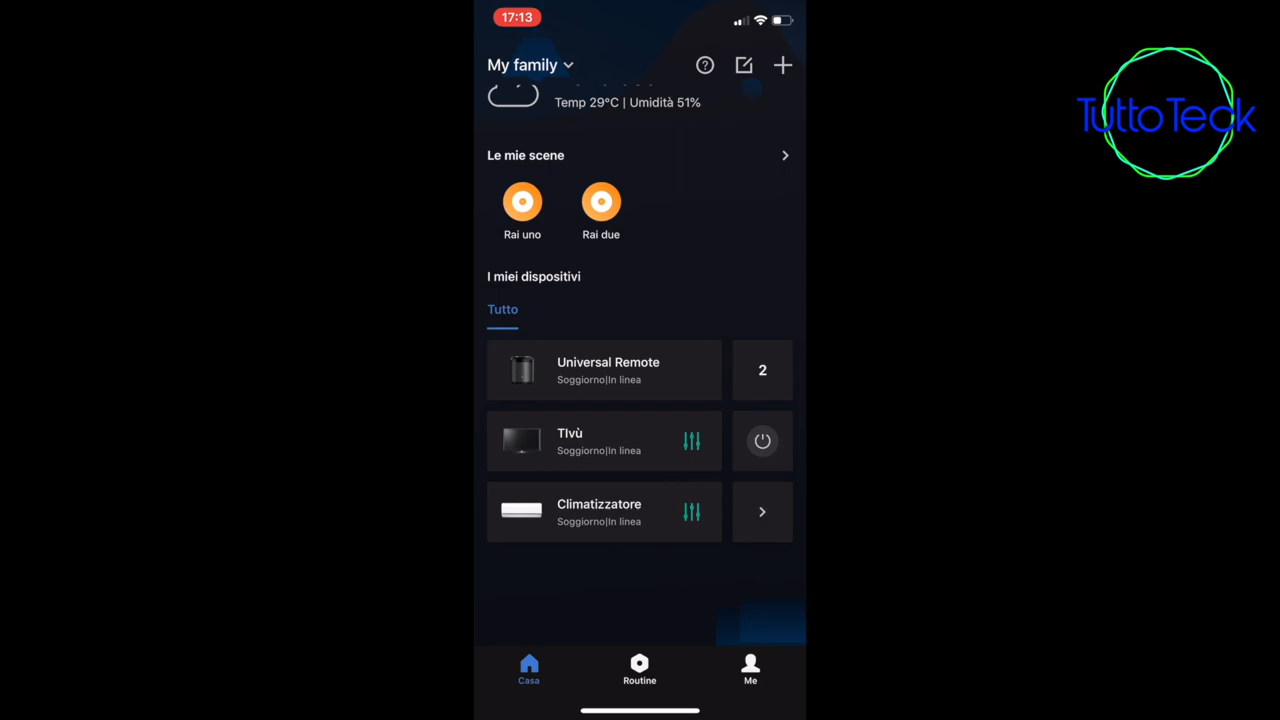 17:13
My family
Temp 29°C | Umidità 51%
Le mie scene
Rai uno
Rai due
I miei dispositivi
Tutto
Universal Remote
Soggiorno|In linea
2
TIvù
Soggiorno|In linea
Climatizzatore
Soggiorno|In linea
Casa
Routine
Me
TuttoTeck